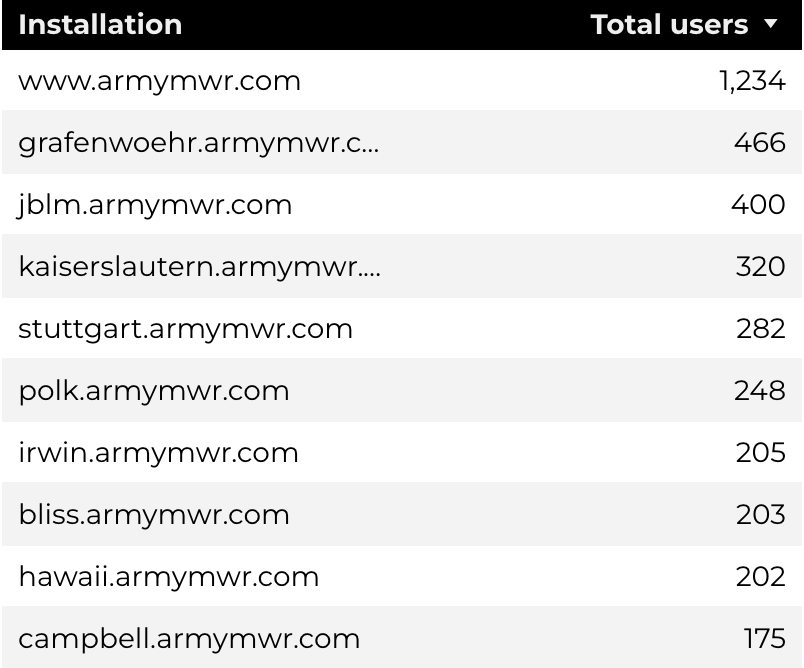 Installation Total users ▼
www.armymwr.com 1,234
grafenwoehr.armymwr.c... 466
jblm.armymwr.com 400
kaiserslautern.armymwr.... 320
stuttgart.armymwr.com 282
polk.armymwr.com 248
irwin.armymwr.com 205
bliss.armymwr.com 203
hawaii.armymwr.com 202
campbell.armymwr.com 175